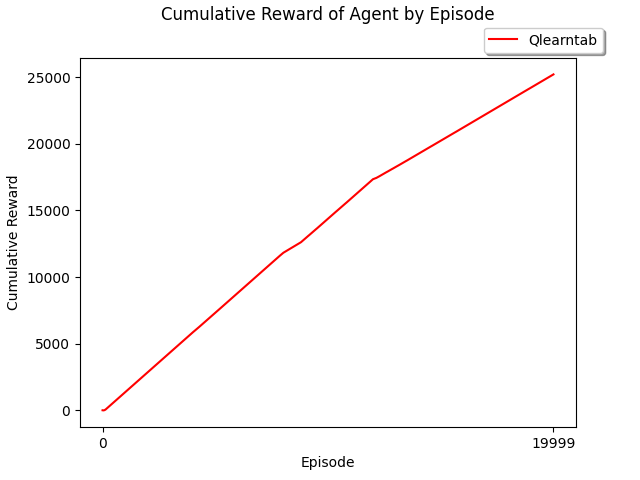 Cumulative Reward of Agent by Episode
Qlearntab
25000
20000
15000
10000
5000
0
Cumulative Reward
0 19999
Episode